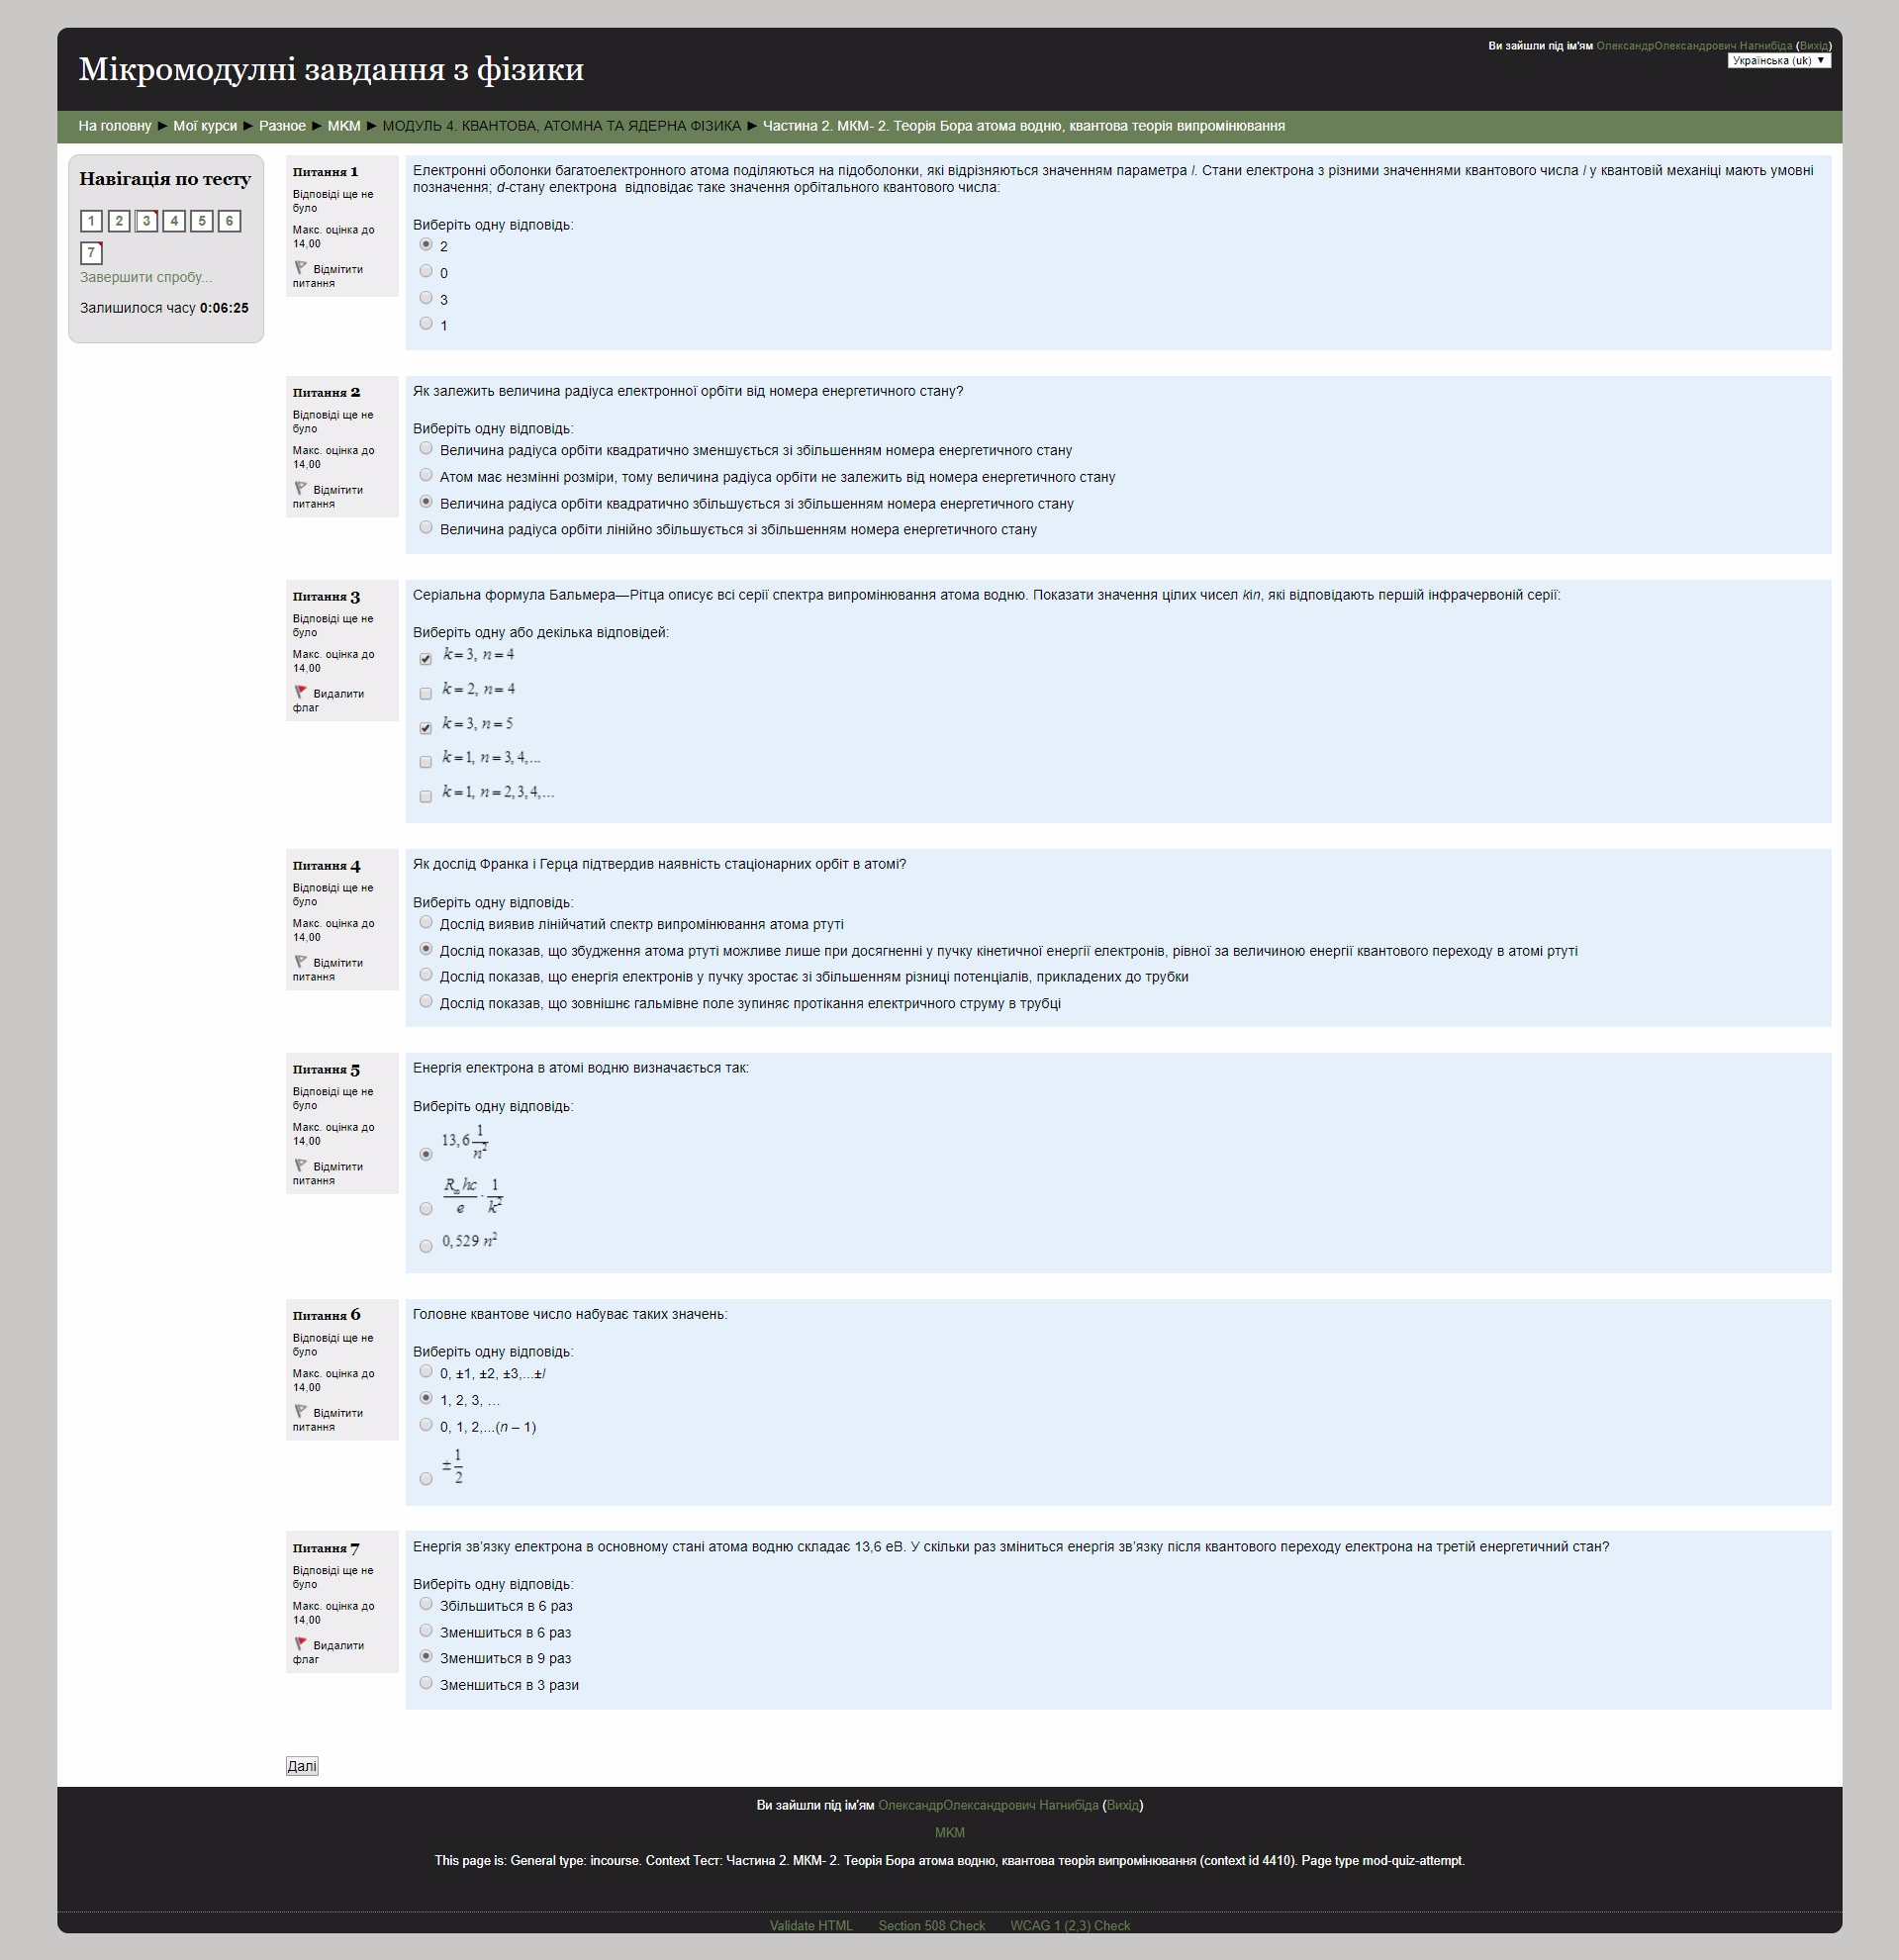 Ви зайшли під ім'ям ОлександрОлександрович Нагнибіда (Вихід)
Українська (uk) ▼
Мікромодулні завдання з фізики
На головну ► Мої курси ► Разное ► МКМ ► МОДУЛЬ 4. КВАНТОВА, АТОМНА ТА ЯДЕРНА ФІЗИКА ► Частина 2. МКМ- 2. Теорія Бора атома водню, квантова теорія випромінювання
Навігація по тесту
1 2 3 4 5 6
7
Завершити спробу...
Залишилося часу 0:06:25
Питання 1
Відповіді ще не
було
Макс. оцінка до
14,00
Відмітити
питання
Електронні оболонки багатоелектронного атома поділяються на підоболонки, які відрізняються значенням параметра l. Стани електрона з різними значеннями квантового числа l у квантовій механіці мають умовні
позначення; d-стану електрона  відповідає таке значення орбітального квантового числа:
Виберіть одну відповідь:
2
0
3
1
Питання 2
Відповіді ще не
було
Макс. оцінка до
14,00
Відмітити
питання
Як залежить величина радіуса електронної орбіти від номера енергетичного стану?
Виберіть одну відповідь:
Величина радіуса орбіти квадратично зменшується зі збільшенням номера енергетичного стану
Атом має незмінні розміри, тому величина радіуса орбіти не залежить від номера енергетичного стану
Величина радіуса орбіти квадратично збільшується зі збільшенням номера енергетичного стану
Величина радіуса орбіти лінійно збільшується зі збільшенням номера енергетичного стану
Питання 3
Відповіді ще не
було
Макс. оцінка до
14,00
Видалити
флаг
Серіальна формула Бальмера—Рітца описує всі серії спектра випромінювання атома водню. Показати значення цілих чисел kіn, які відповідають першій інфрачервоній серії:
Виберіть одну або декілька відповідей:
k = 3, n = 4
k = 2, n = 4
k = 3, n = 5
k = 1, n = 3, 4,...
k = 1, n = 2, 3, 4,...
Питання 4
Відповіді ще не
було
Макс. оцінка до
14,00
Відмітити
питання
Як дослід Франка і Герца підтвердив наявність стаціонарних орбіт в атомі?
Виберіть одну відповідь:
Дослід виявив лінійчатий спектр випромінювання атома ртуті
Дослід показав, що збудження атома ртуті можливе лише при досягненні у пучку кінетичної енергії електронів, рівної за величиною енергії квантового переходу в атомі ртуті
Дослід показав, що енергія електронів у пучку зростає зі збільшенням різниці потенціалів, прикладених до трубки
Дослід показав, що зовнішнє гальмівне поле зупиняє протікання електричного струму в трубці
Питання 5
Відповіді ще не
було
Макс. оцінка до
14,00
Відмітити
питання
Енергія електрона в атомі водню визначається так:
Виберіть одну відповідь:
13,6 1/n²
R∞hc/e · 1/k²
0,529 n²
Питання 6
Відповіді ще не
було
Макс. оцінка до
14,00
Відмітити
питання
Головне квантове число набуває таких значень:
Виберіть одну відповідь:
0, ±1, ±2, ±3,...±l
1, 2, 3, …
0, 1, 2,...(n – 1)
± 1/2
Питання 7
Відповіді ще не
було
Макс. оцінка до
14,00
Видалити
флаг
Енергія зв’язку електрона в основному стані атома водню складає 13,6 еВ. У скільки раз зміниться енергія зв’язку після квантового переходу електрона на третій енергетичний стан?
Виберіть одну відповідь:
Збільшиться в 6 раз
Зменшиться в 6 раз
Зменшиться в 9 раз
Зменшиться в 3 рази
Далі
Ви зайшли під ім'ям ОлександрОлександрович Нагнибіда (Вихід)
МКМ
This page is: General type: incourse. Context Тест: Частина 2. МКМ- 2. Теорія Бора атома водню, квантова теорія випромінювання (context id 4410). Page type mod-quiz-attempt.
Validate HTML Section 508 Check WCAG 1 (2,3) Check